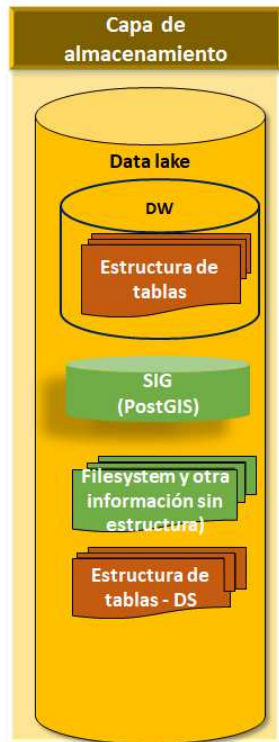 Capa de
almacenamiento
Data lake
DW
Estructura de
tablas
SIG
(PostGIS)
Filesystem y otra
información sin
estructura)
Estructura de
tablas - DS